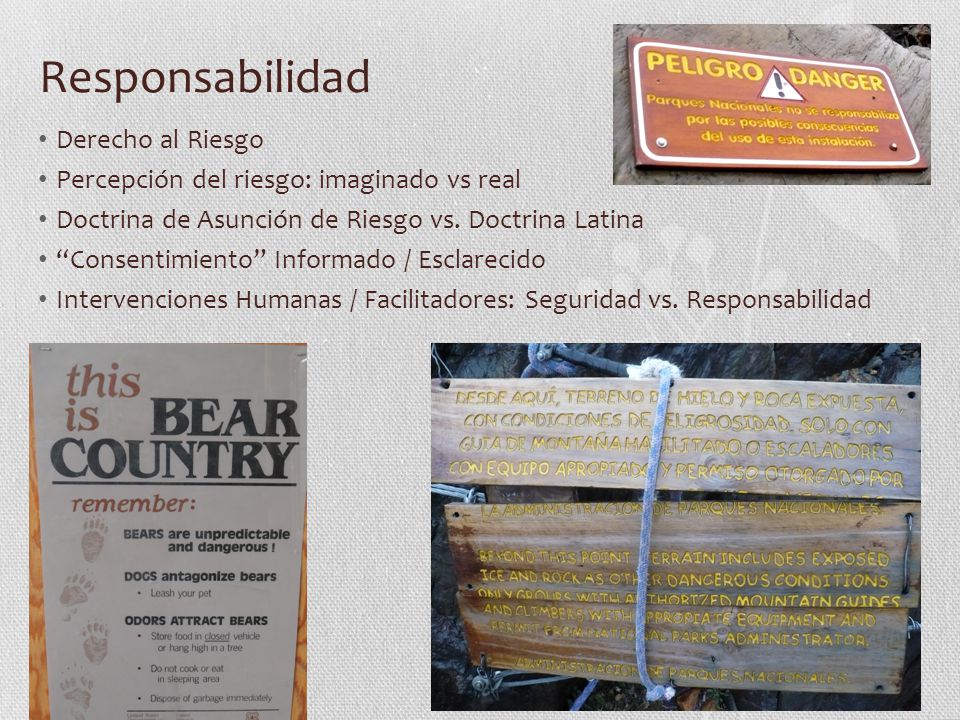 Responsabilidad
PELIGRO DANGER
Parques Nacionales no se responsabiliza
por las posibles consecuencias
del uso de esta instalación.
• Derecho al Riesgo
• Percepción del riesgo: imaginado vs real
• Doctrina de Asunción de Riesgo vs. Doctrina Latina
• “Consentimiento” Informado / Esclarecido
• Intervenciones Humanas / Facilitadores: Seguridad vs. Responsabilidad
this
is BEAR
COUNTRY
remember:
BEARS are unpredictable
and dangerous!
DOGS antagonize bears
• Leash your pet
ODORS ATTRACT BEARS
• Store food in closed vehicle
or hang high in a tree
• Do not cook or eat
in sleeping area
• Dispose of garbage immediately
DESDE AQUÍ, TERRENO DE HIELO Y ROCA EXPUESTA,
CON CONDICIONES DE PELIGROSIDAD. SOLO CON
GUIA DE MONTAÑA HABILITADO O ESCALADORES
CON EQUIPO APROPIADO Y PERMISO OTORGADO POR
LA ADMINISTRACION DE PARQUES NACIONALES
BEYOND THIS POINT TERRAIN INCLUDES EXPOSED
ICE AND ROCK AS OTHER DANGEROUS CONDITIONS
ONLY GROUPS WITH AUTHORIZED MOUNTAIN GUIDES
AND CLIMBERS WITH APPROPIATE EQUIPMENT AND
PERMIT FROM NATIONAL PARKS ADMINISTRATOR.
ADMINISTRACION DE PARQUES NACIONALES.